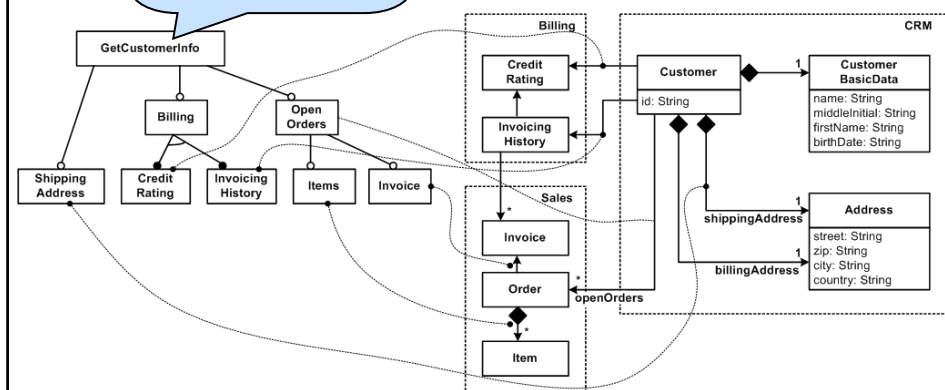 GetCustomerInfo
Billing
Open
Orders
Shipping
Address
Credit
Rating
Invoicing
History
Items
Invoice
Billing
Credit
Rating
Invoicing
History
*
Sales
Invoice
Order
*
Item
CRM
Customer
id: String
1
Customer
BasicData
name: String
middleInitial: String
firstName: String
birthDate: String
1
shippingAddress
Address
street: String
zip: String
city: String
country: String
1
billingAddress
*
openOrders